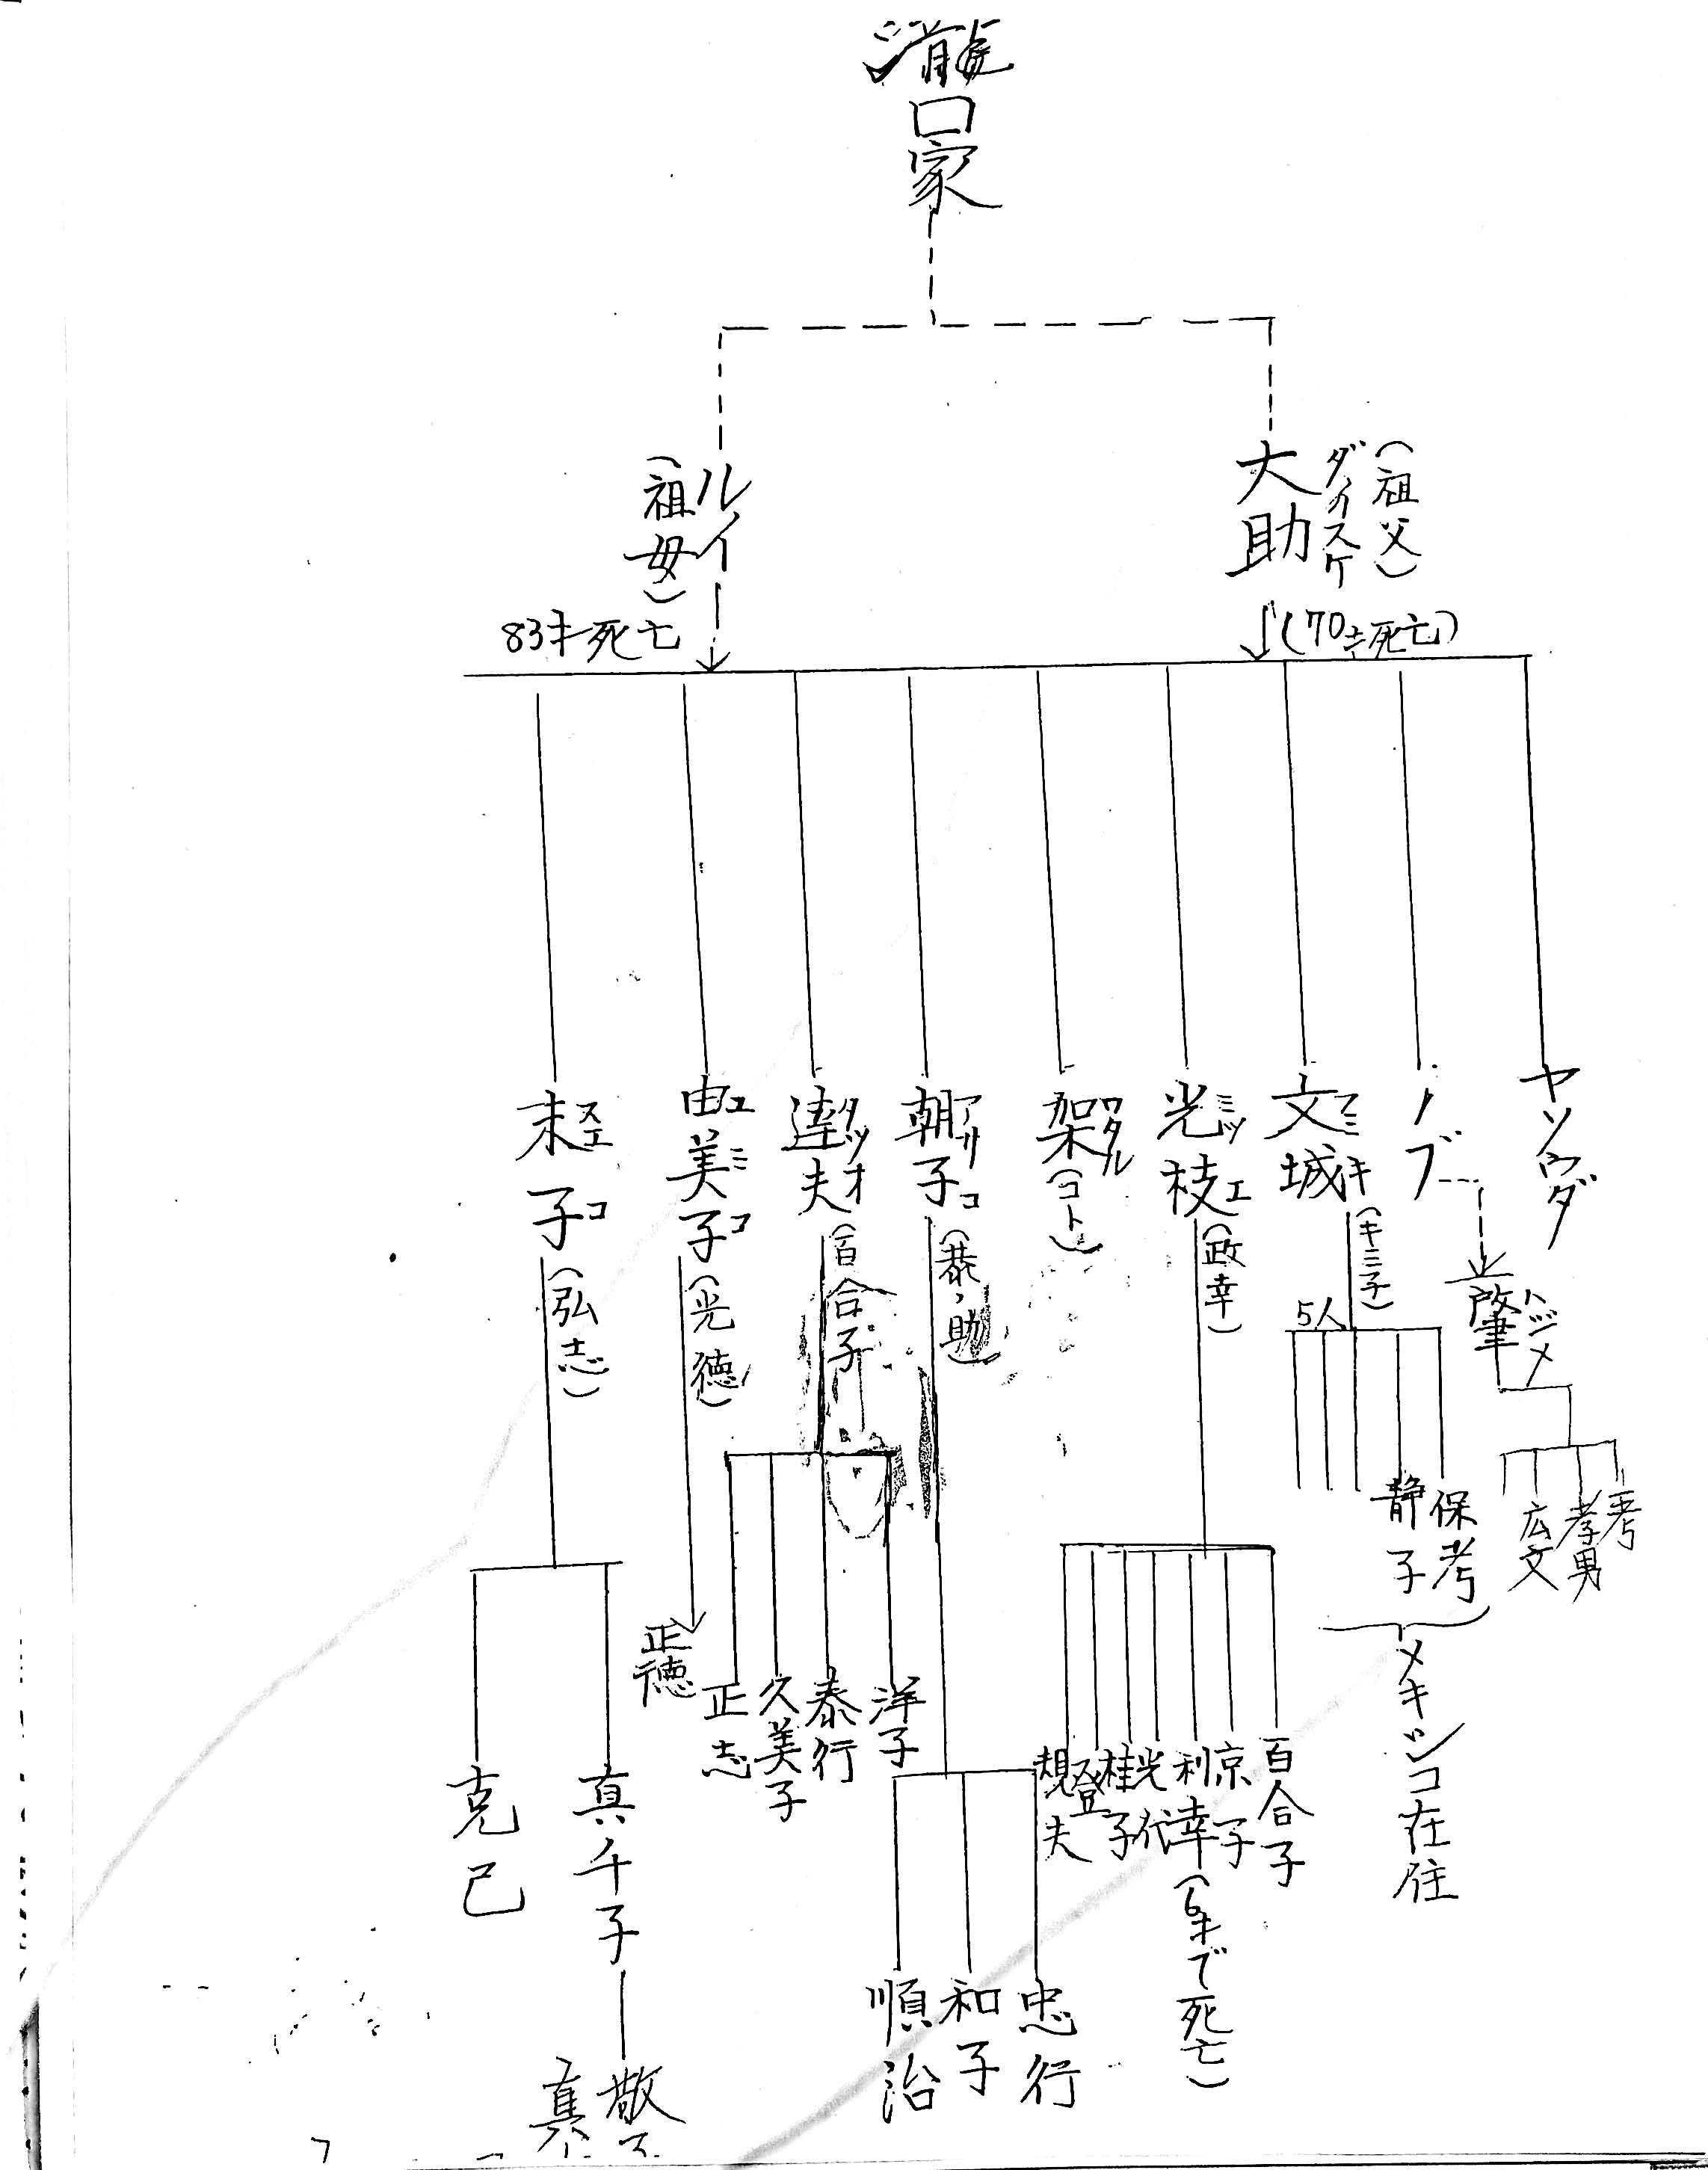 瀧口家
(祖父)
ダイスケ
大助
(70才死亡)
ルイ
(祖母)
83才死亡
ヤソウダ
ノブ
ハジメ
肇
考
孝男
広文
フミキ
文城
(キミ子)
5人
保考
静子
メキシコ在住
ミツエ
光枝
(政幸)
百合子
京子
利幸(6才で死亡)
光代
桂子
登
規夫
ワタル
架
(コト)
アサコ
朝子
(恭ノ助)
忠行
和子
順治
タツオ
達夫
(百合子
洋子
泰行
久美子
正志
ユミコ
由美子
(光徳)
正徳
スエコ
末子
(弘志)
真千子
克己